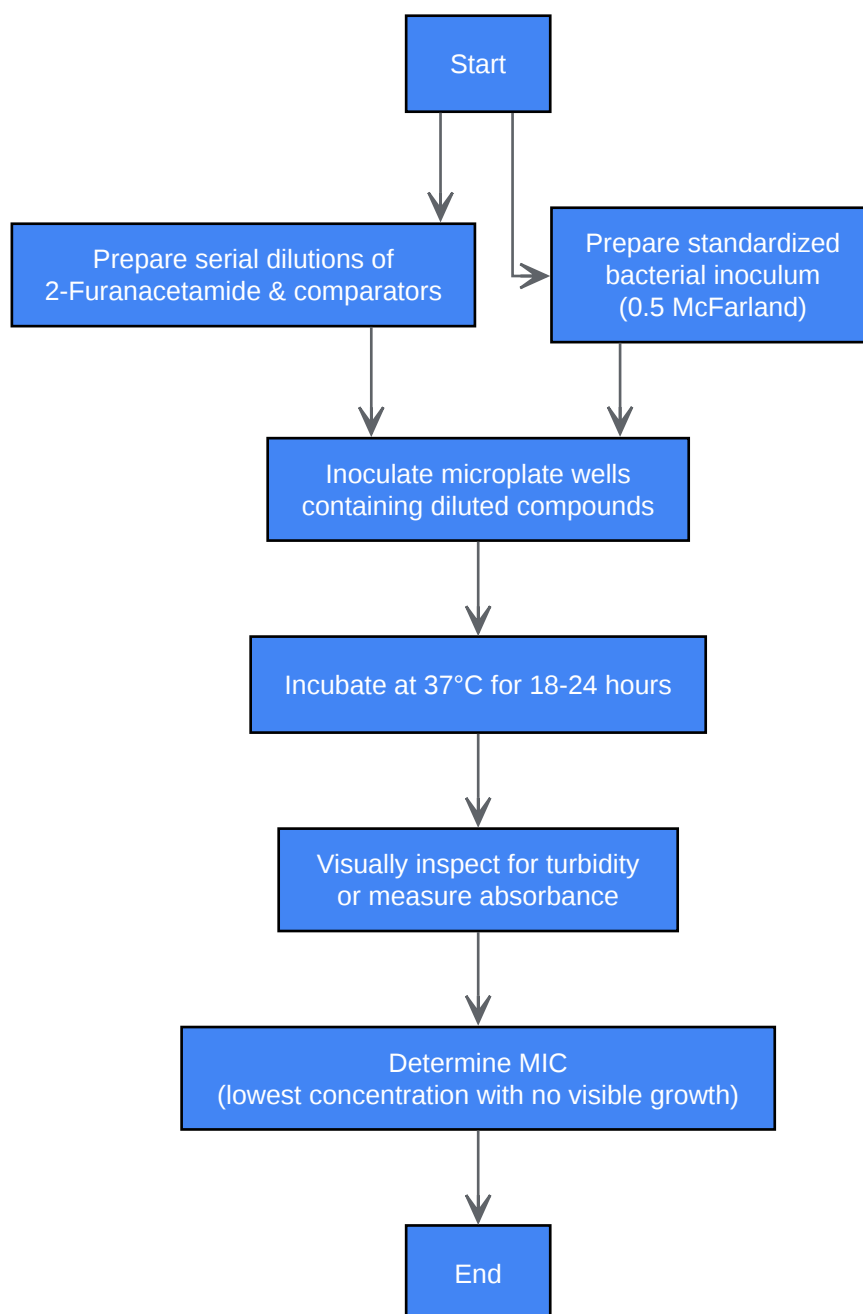 Start
Prepare serial dilutions of
2-Furanacetamide & comparators
Prepare standardized
bacterial inoculum
(0.5 McFarland)
Inoculate microplate wells
containing diluted compounds
Incubate at 37°C for 18-24 hours
Visually inspect for turbidity
or measure absorbance
Determine MIC
(lowest concentration with no visible growth)
End